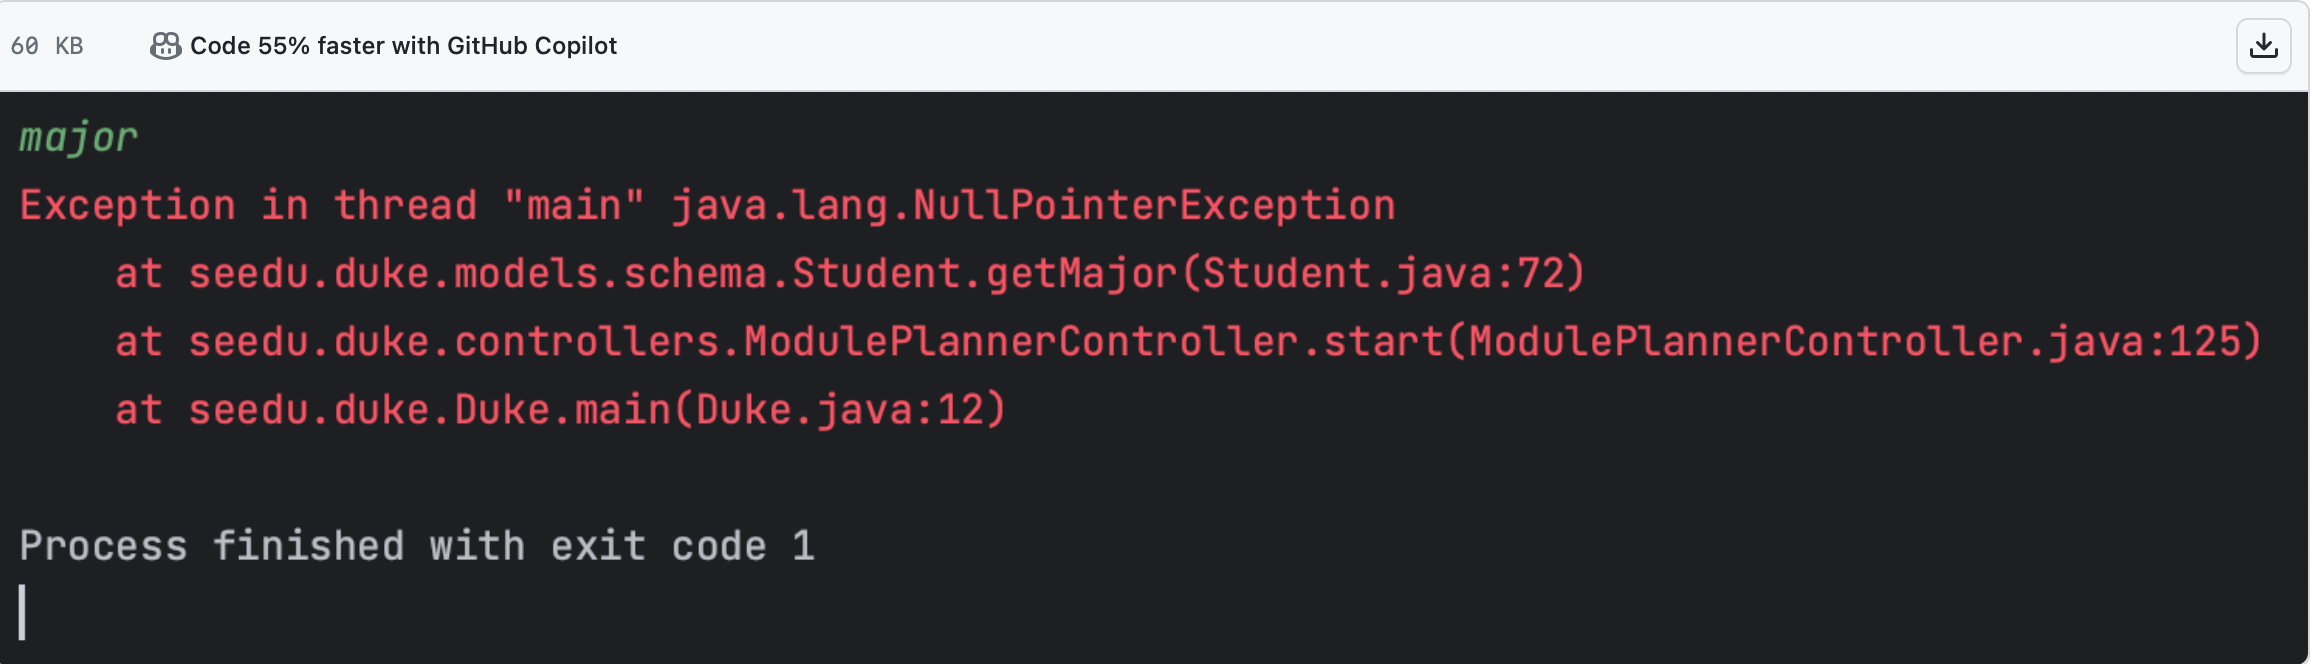 60 KB Code 55% faster with GitHub Copilot
major
Exception in thread "main" java.lang.NullPointerException
at seedu.duke.models.schema.Student.getMajor(Student.java:72)
at seedu.duke.controllers.ModulePlannerController.start(ModulePlannerController.java:125)
at seedu.duke.Duke.main(Duke.java:12)
Process finished with exit code 1